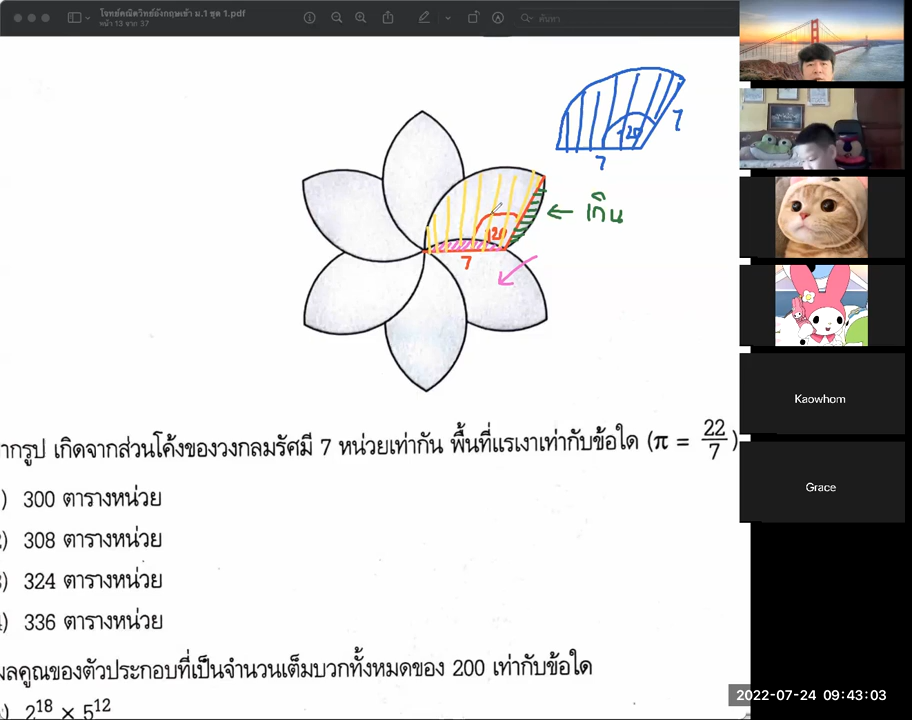 โจทย์คณิตวิทย์อังกฤษเข้า ม.1 ชุด 1.pdf
หน้า 13 จาก 37
ค้นหา
120
7
7
เกิน
120
7
ากรูป เกิดจากส่วนโค้งของวงกลมรัศมี 7 หน่วยเท่ากัน พื้นที่แรเงาเท่ากับข้อใด (π = 22/7)
) 300 ตารางหน่วย
) 308 ตารางหน่วย
) 324 ตารางหน่วย
) 336 ตารางหน่วย
ผลคูณของตัวประกอบที่เป็นจำนวนเต็มบวกทั้งหมดของ 200 เท่ากับข้อใด
) 2¹⁸ × 5¹²
Kaowhom
Grace
2022-07-24 09:43:03